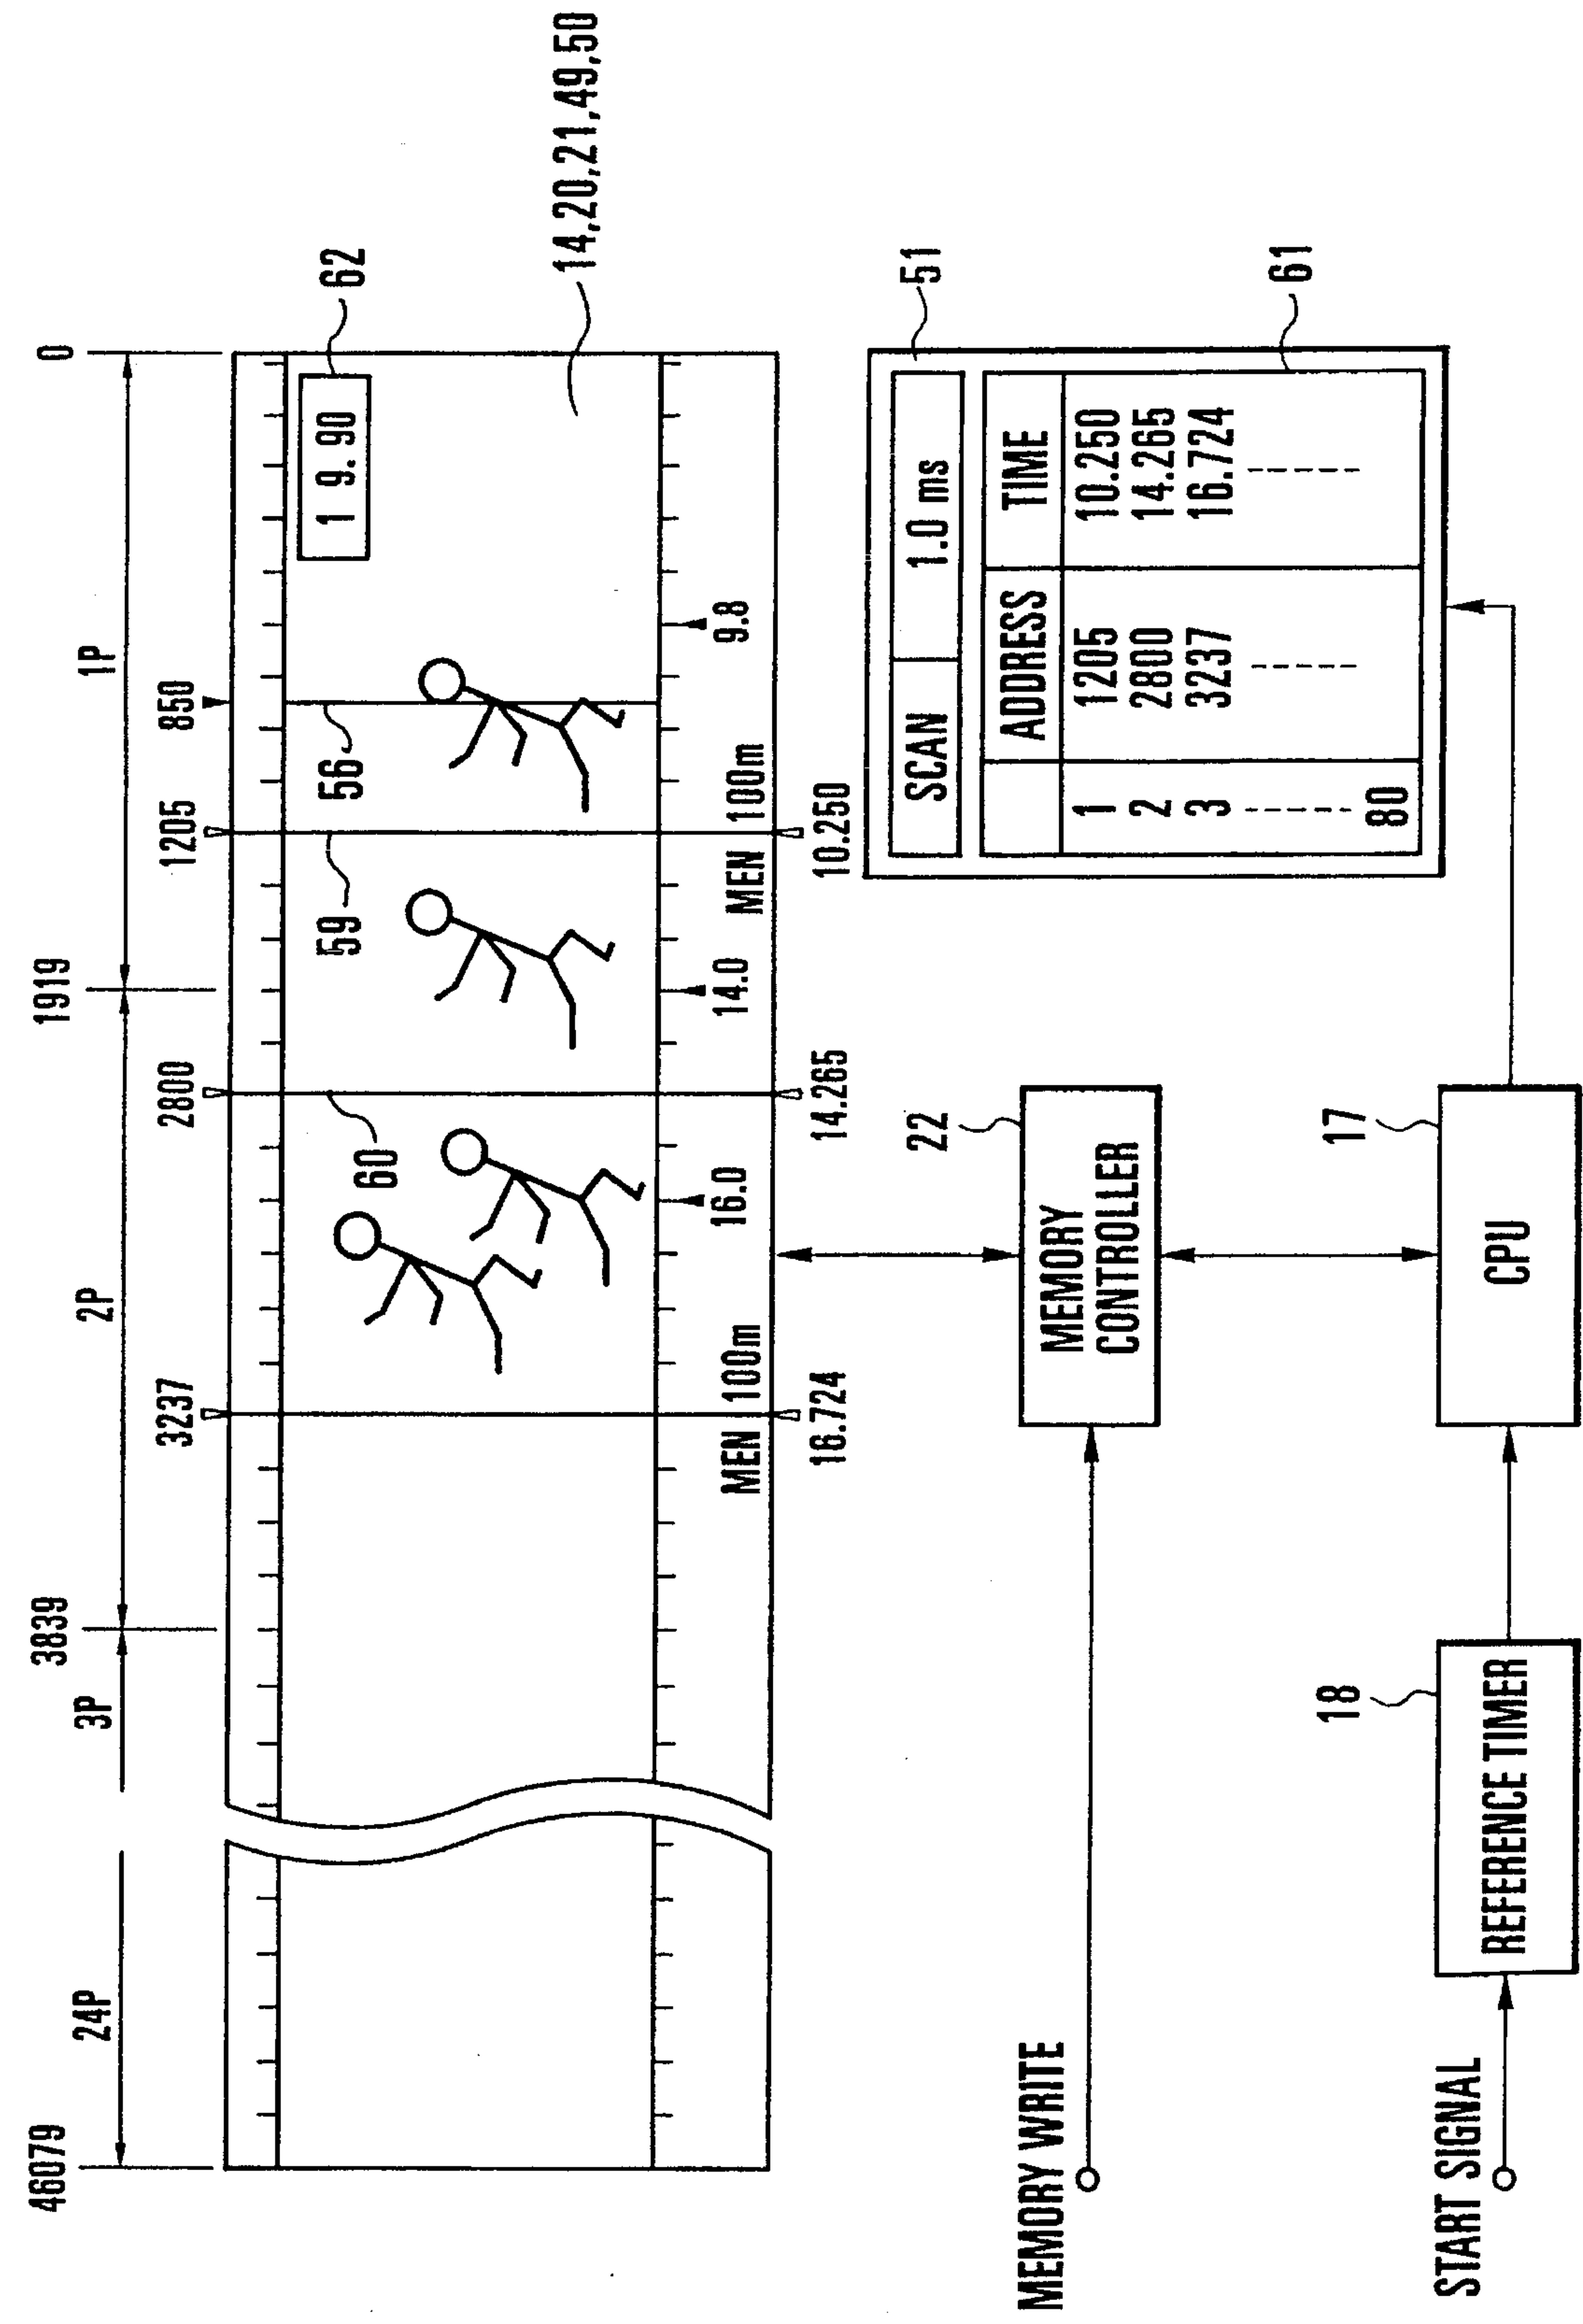 46079 3839 1919 0
24P 3P 2P 1P
3237 2800 1205 850
60 59 56 1 9. 90 62
14,20,21,49,50
MEN 100m MEN 100m
16.0 14.0 9.8
16.724 14.265 10.250
51
SCAN 1.0 ms
ADDRESS TIME
1 1205 10.250
2 2800 14.265
3 3237 16.724
80
61
MEMORY WRITE
MEMORY
CONTROLLER
22
START SIGNAL
REFERENCE TIMER
18
CPU
17